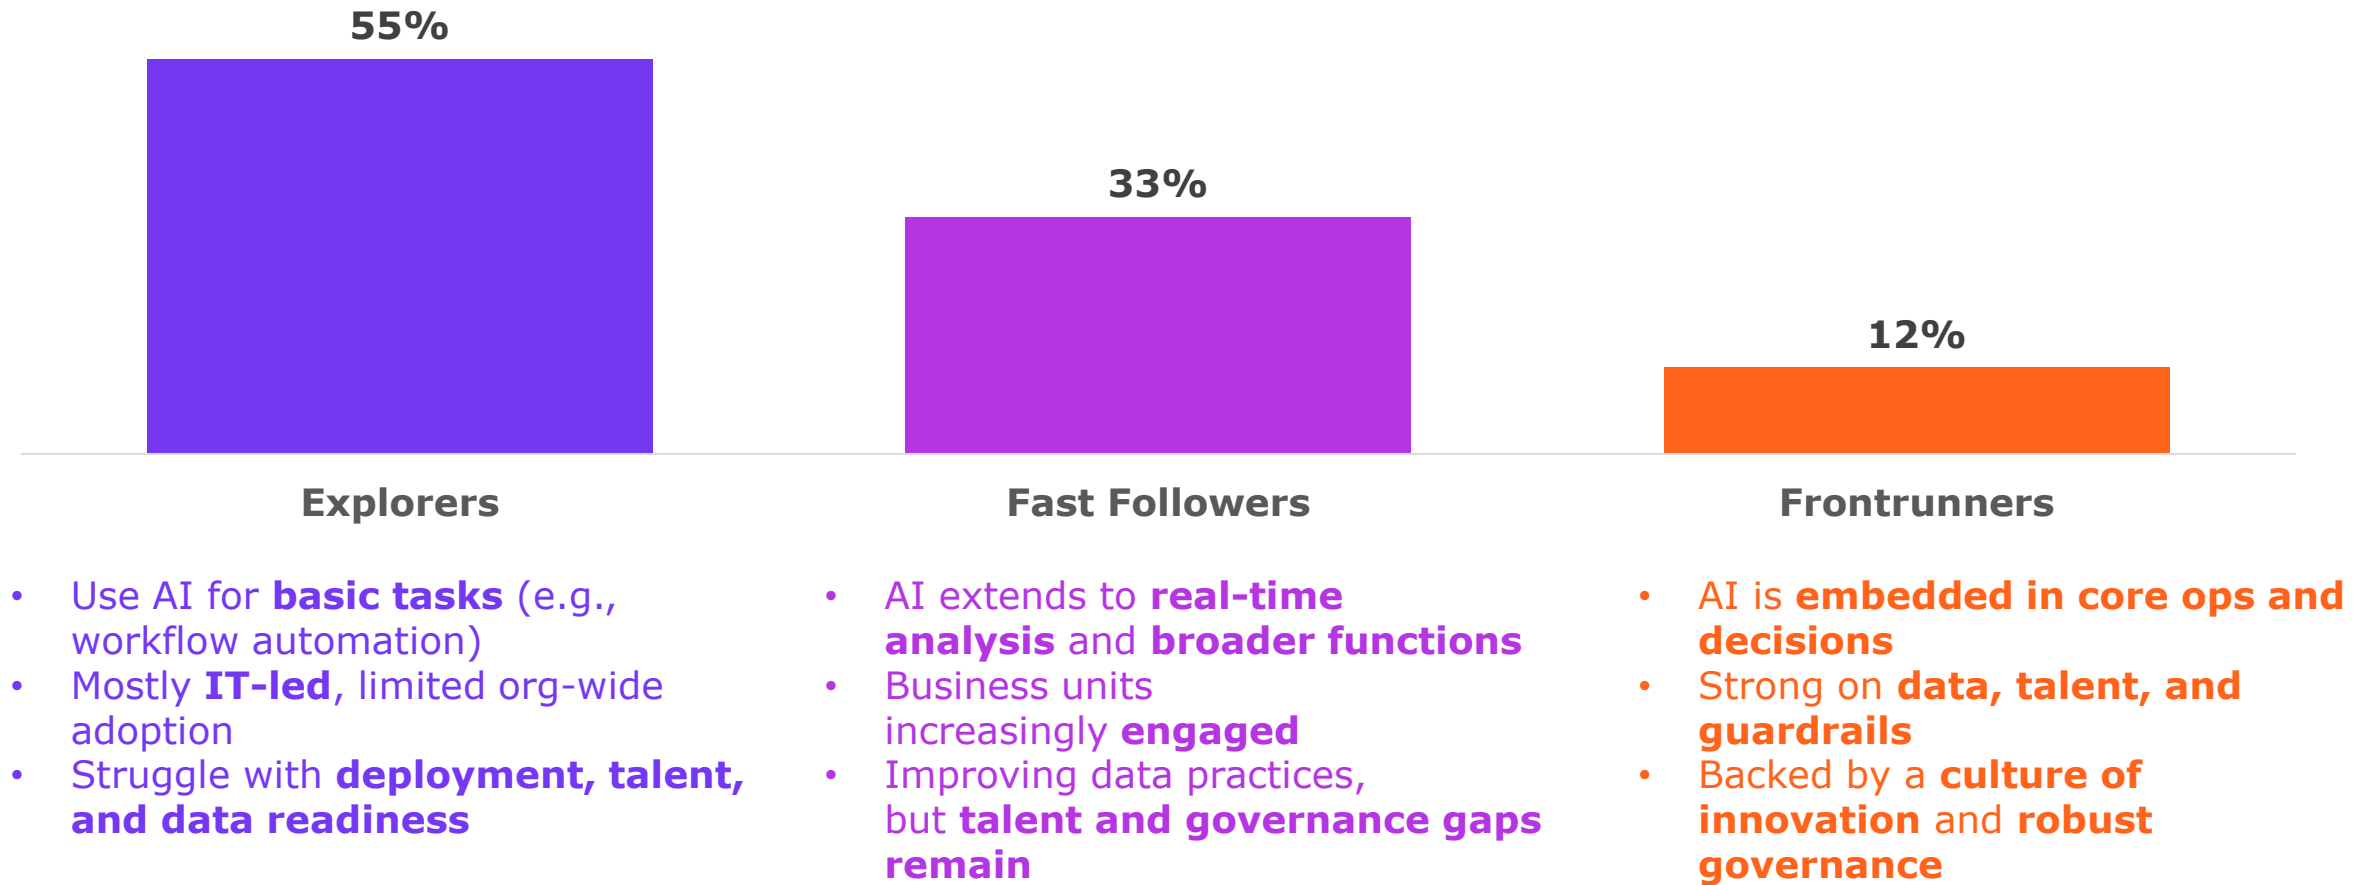 55%
33%
12%
Explorers
Fast Followers
Frontrunners
• Use AI for basic tasks (e.g.,
workflow automation)
• Mostly IT-led, limited org-wide
adoption
• Struggle with deployment, talent,
and data readiness
• AI extends to real-time
analysis and broader functions
• Business units
increasingly engaged
• Improving data practices,
but talent and governance gaps
remain
• AI is embedded in core ops and
decisions
• Strong on data, talent, and
guardrails
• Backed by a culture of
innovation and robust
governance